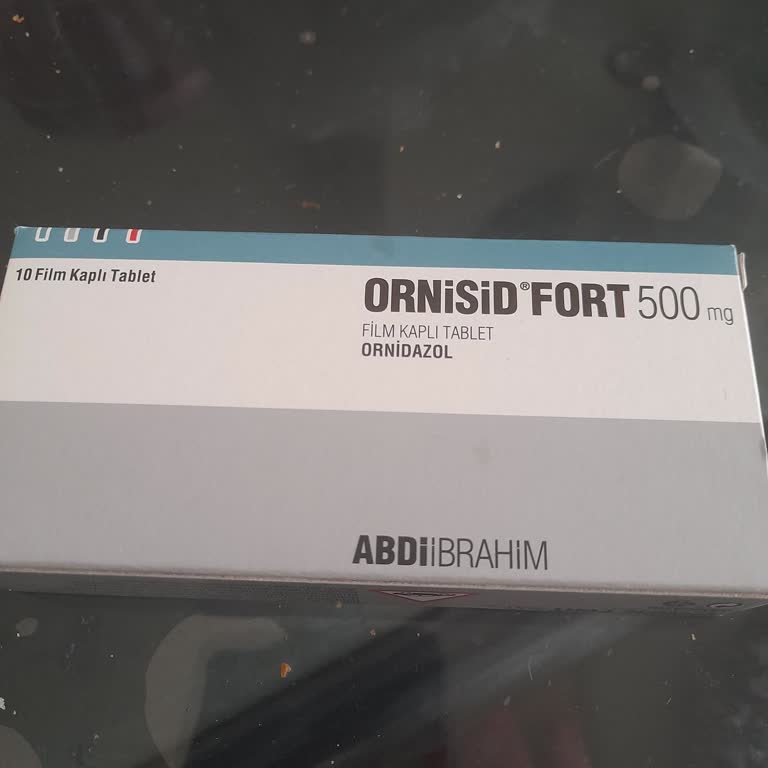 10 Film Kaplı Tablet
ORNiSiD® FORT 500 mg
FİLM KAPLI TABLET
ORNİDAZOL
ABDiiBRAHiM